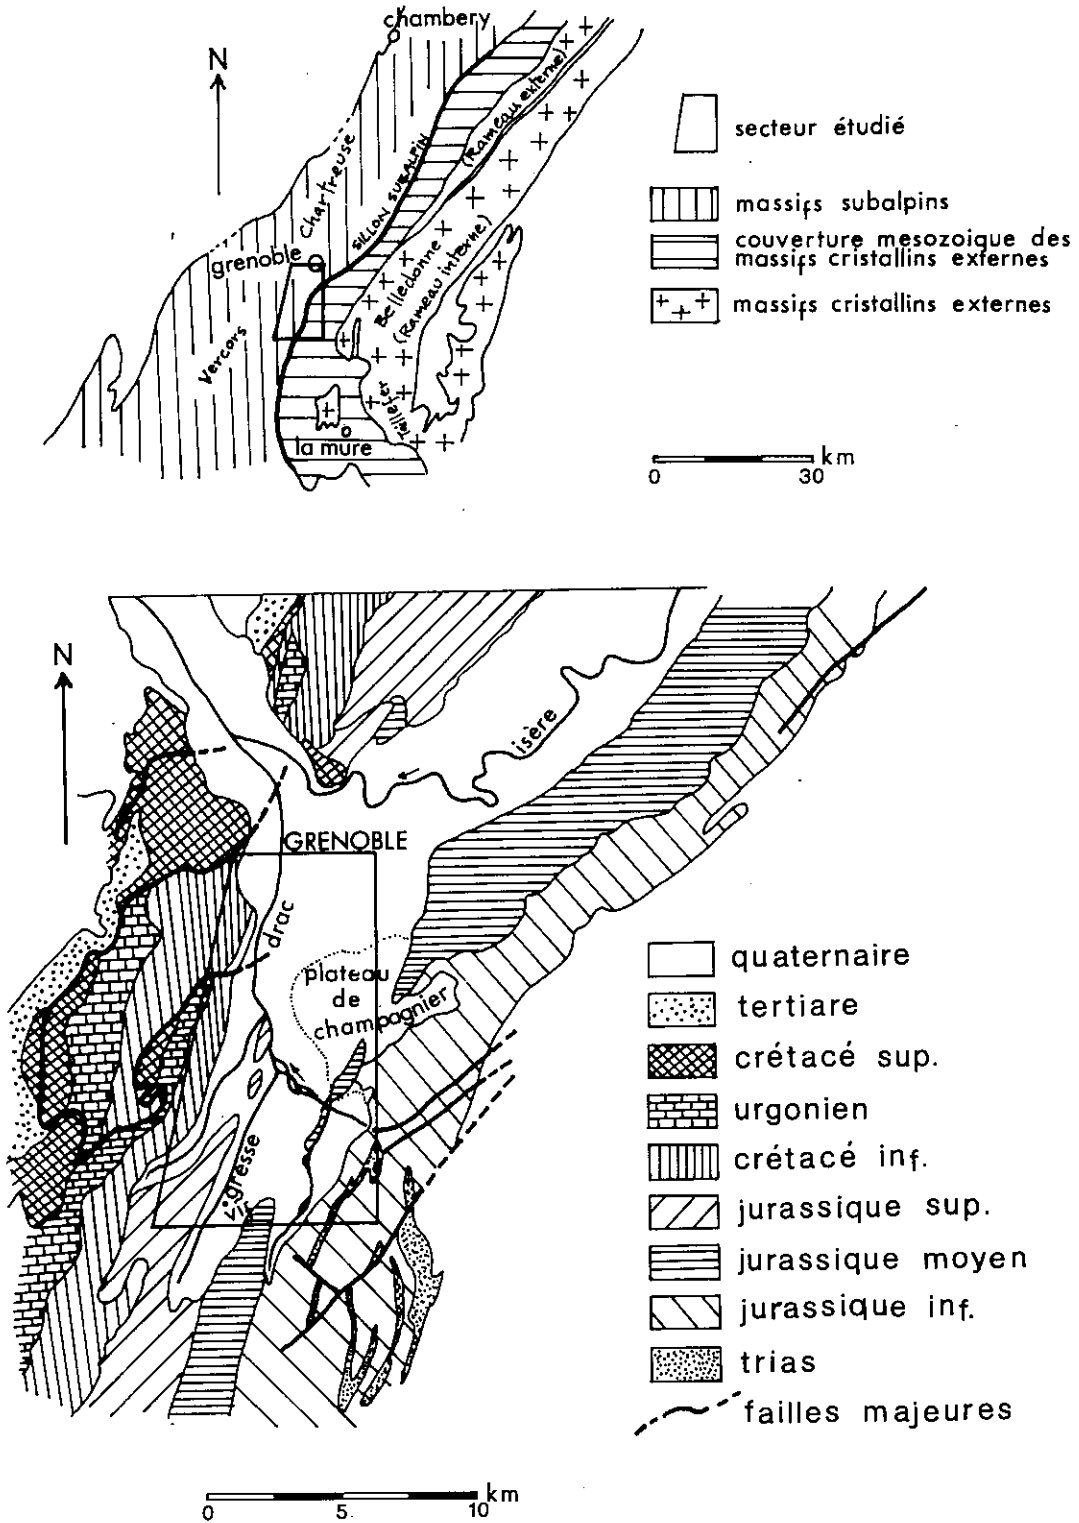 chambery
N
(Rameau externe)
SILLON SUBALPIN
Chartreuse
grenoble
Belledonne
(Rameau interne)
Vercors
Taillefer
la mure
secteur étudié
massifs subalpins
couverture mesozoique des
massifs cristallins externes
massifs cristallins externes
km
0 30
N
isère
GRENOBLE
drac
plateau
de
champagnier
gresse
quaternaire
tertiare
crétacé sup.
urgonien
crétacé inf.
jurassique sup.
jurassique moyen
jurassique inf.
trias
failles majeures
km
0 5 10